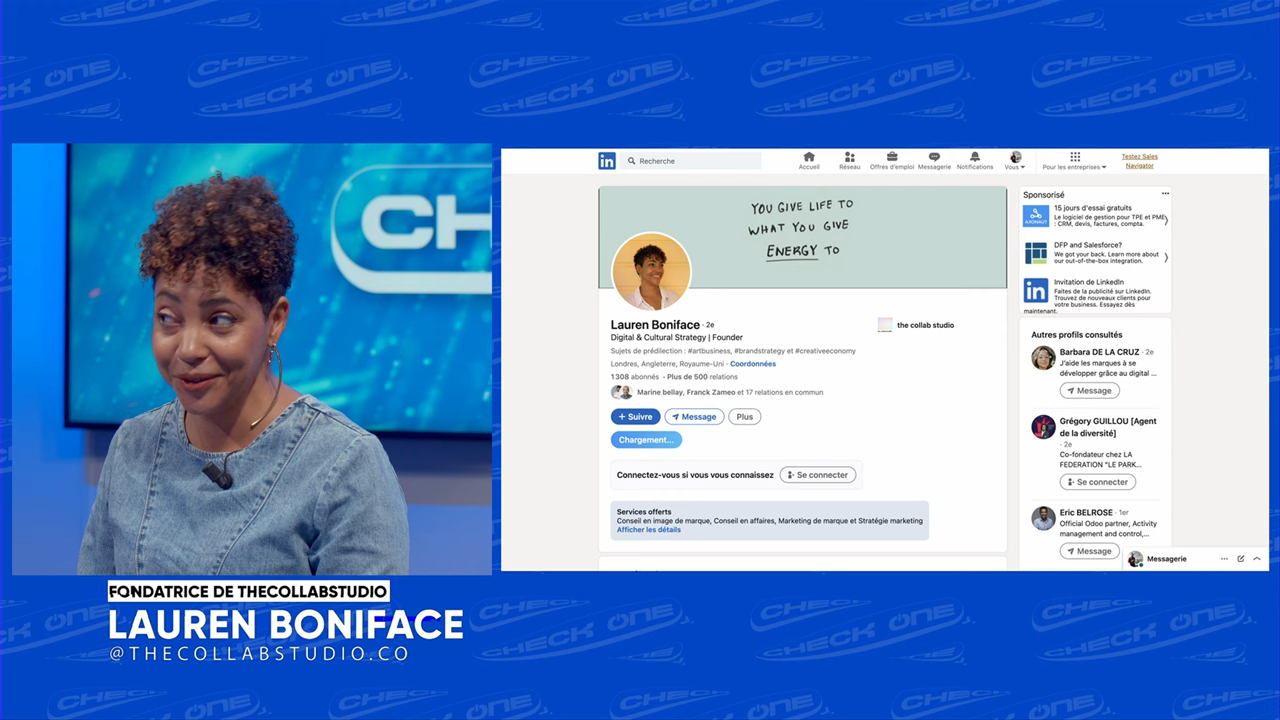 CHECK ONE
CH
FONDATRICE DE THECOLLABSTUDIO
LAUREN BONIFACE
@THECOLLABSTUDIO.CO
in
Recherche
Accueil
Réseau
Offres d'emploi
Messagerie
Notifications
Vous
Pour les entreprises
Testez Sales
Navigator
YOU GIVE LIFE TO
WHAT YOU GIVE
ENERGY TO
Lauren Boniface · 2e
Digital & Cultural Strategy | Founder
Sujets de prédilection : #artbusiness, #brandstrategy et #creativeeconomy
Londres, Angleterre, Royaume-Uni · Coordonnées
1 308 abonnés · Plus de 500 relations
Marine bellay, Franck Zameo et 17 relations en commun
the collab studio
+ Suivre
Message
Plus
Chargement...
Connectez-vous si vous vous connaissez
Se connecter
Services offerts
Conseil en image de marque, Conseil en affaires, Marketing de marque et Stratégie marketing
Afficher les détails
Sponsorisé
15 jours d'essai gratuits
Le logiciel de gestion pour TPE et PME
: CRM, devis, factures, compta.
AXONAUT
DFP and Salesforce?
We got your back. Learn more about
our out-of-the-box integration.
in
Invitation de LinkedIn
Faites de la publicité sur LinkedIn.
Trouvez de nouveaux clients pour
votre business. Essayez dès
maintenant.
Autres profils consultés
Barbara DE LA CRUZ · 2e
J'aide les marques à se
développer grâce au digital ...
Message
Grégory GUILLOU [Agent
de la diversité]
· 2e
Co-fondateur chez LA
FEDERATION "LE PARK...
Se connecter
Eric BELROSE · 1er
Official Odoo partner, Activity
management and control,...
Message
Messagerie